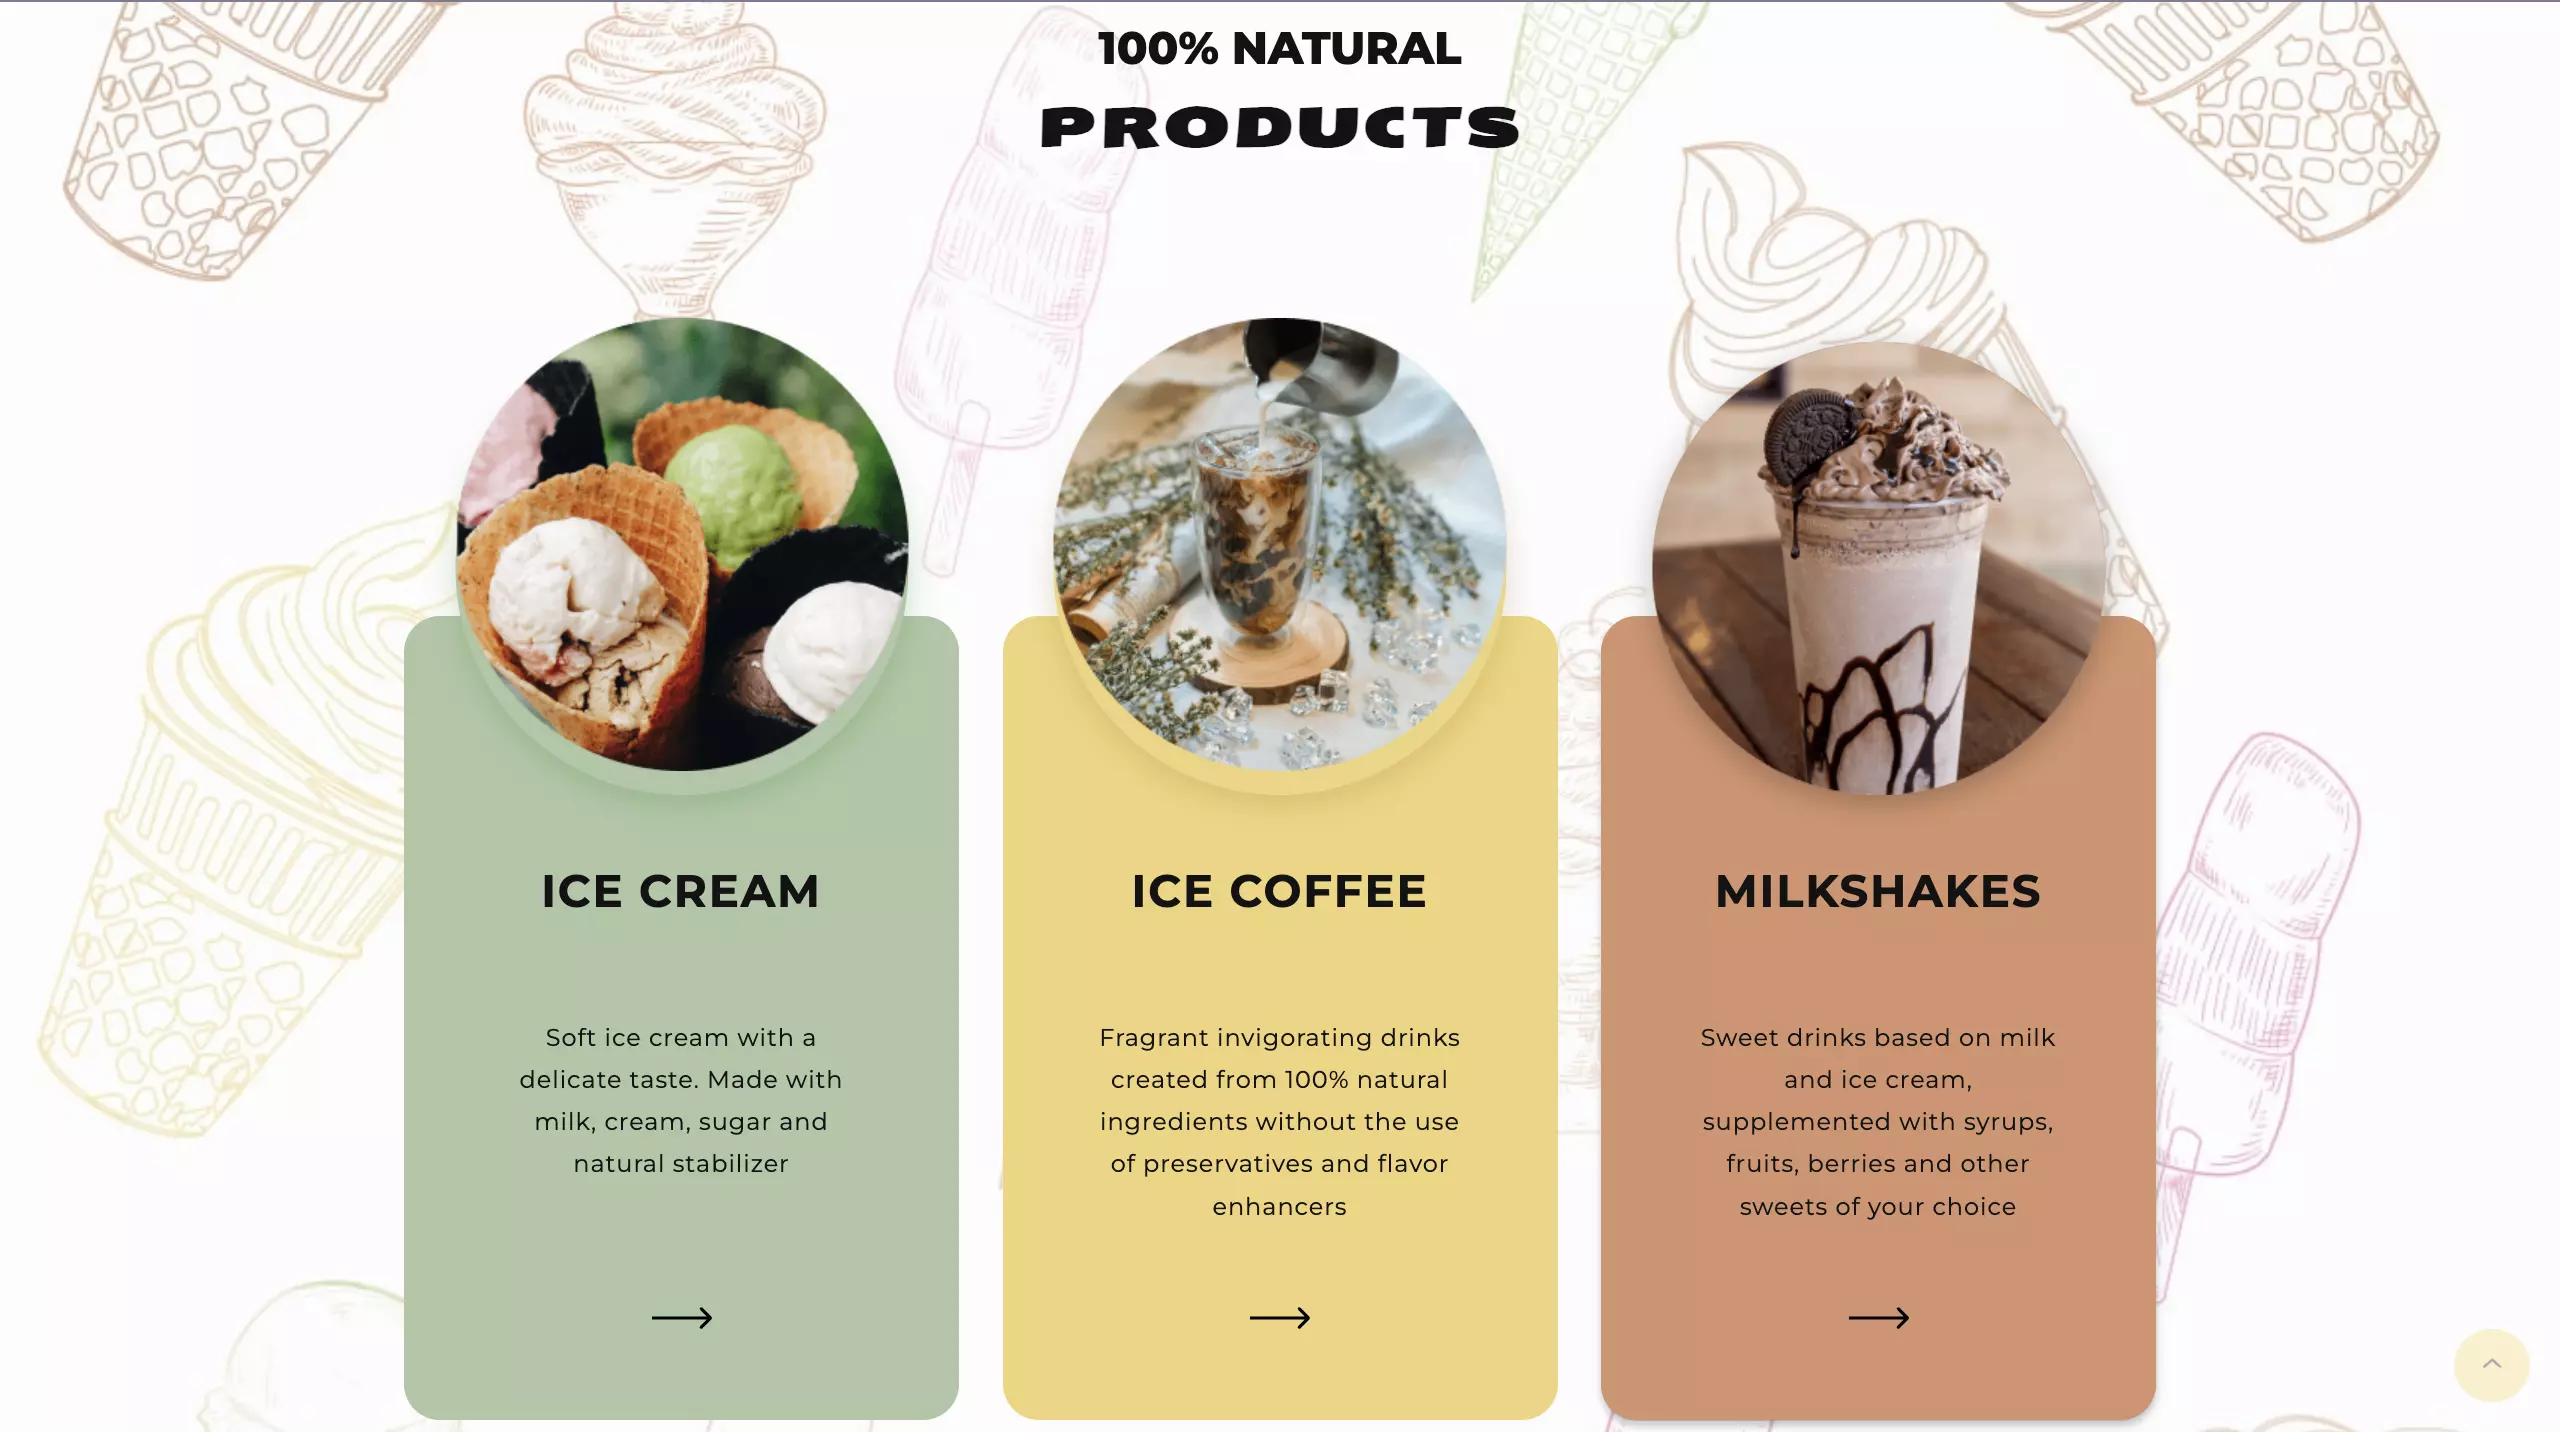 100% NATURAL
PRODUCTS
ICE CREAM
Soft ice cream with a
delicate taste. Made with
milk, cream, sugar and
natural stabilizer
ICE COFFEE
Fragrant invigorating drinks
created from 100% natural
ingredients without the use
of preservatives and flavor
enhancers
MILKSHAKES
Sweet drinks based on milk
and ice cream,
supplemented with syrups,
fruits, berries and other
sweets of your choice